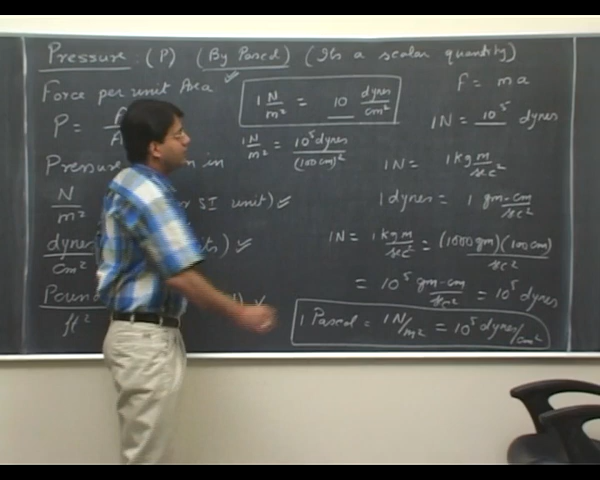 Pressure : (P) (By Pascal) (Its a scalar quantity)
Force per unit Area ✓
P =
Pressure in
N/m² SI unit) ✓
dynes/cm² ) ✓
Pound /ft² ) ✓
1 N/m² = 10 dynes/cm²
1 N/m² = 10⁵ dynes/(100 cm)²
F = ma
1N = 10⁵ dynes
1N = 1 kg m/sec²
1 dynes = 1 gm-cm/sec²
1N = 1 kg m/sec² = (1000 gm)(100 cm)/sec²
= 10⁵ gm-cm/sec² = 10⁵ dynes
1 Pascal = 1 N/m² = 10⁵ dynes/cm²